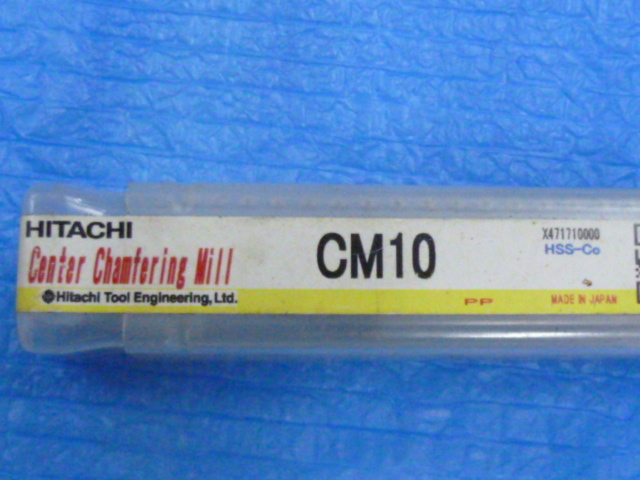 HITACHI
Center Chamfering Mill
Hitachi Tool Engineering, Ltd.
CM10
X471710000
HSS-Co
PP
MADE IN JAPAN